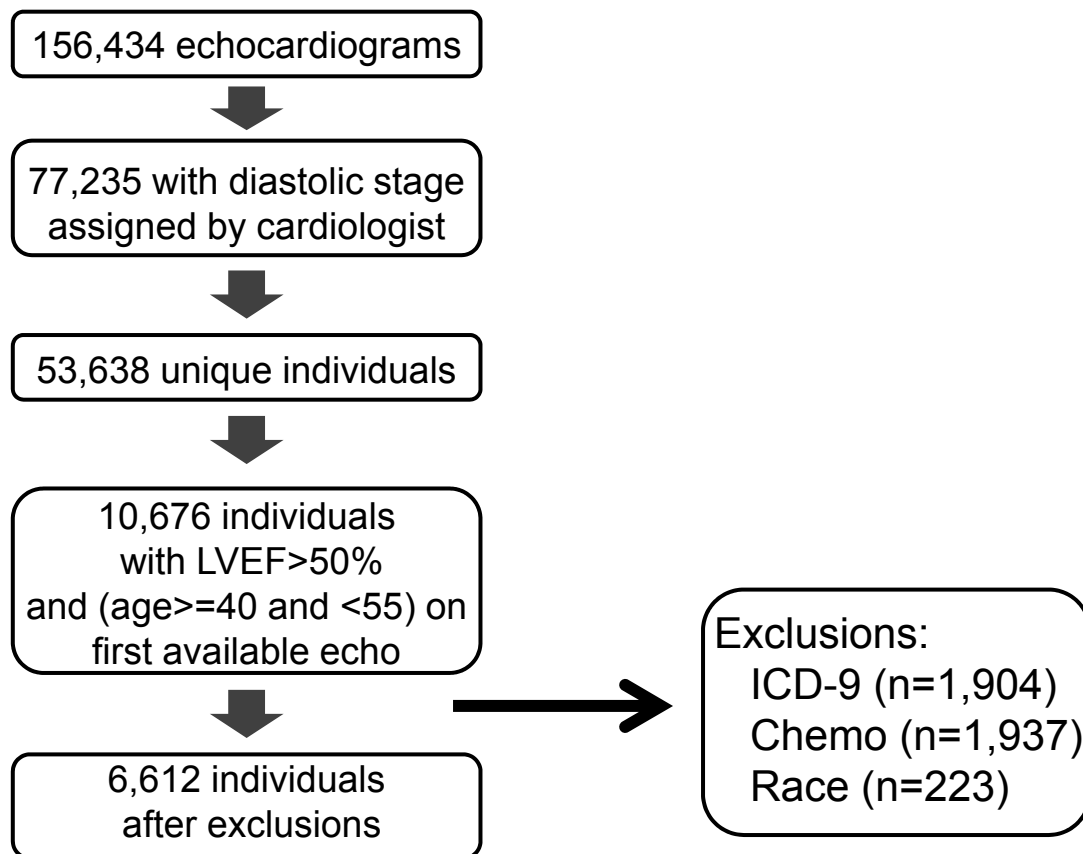 156,434 echocardiograms
77,235 with diastolic stage
assigned by cardiologist
53,638 unique individuals
10,676 individuals
with LVEF>50%
and (age>=40 and <55) on
first available echo
Exclusions:
ICD-9 (n=1,904)
Chemo (n=1,937)
Race (n=223)
6,612 individuals
after exclusions